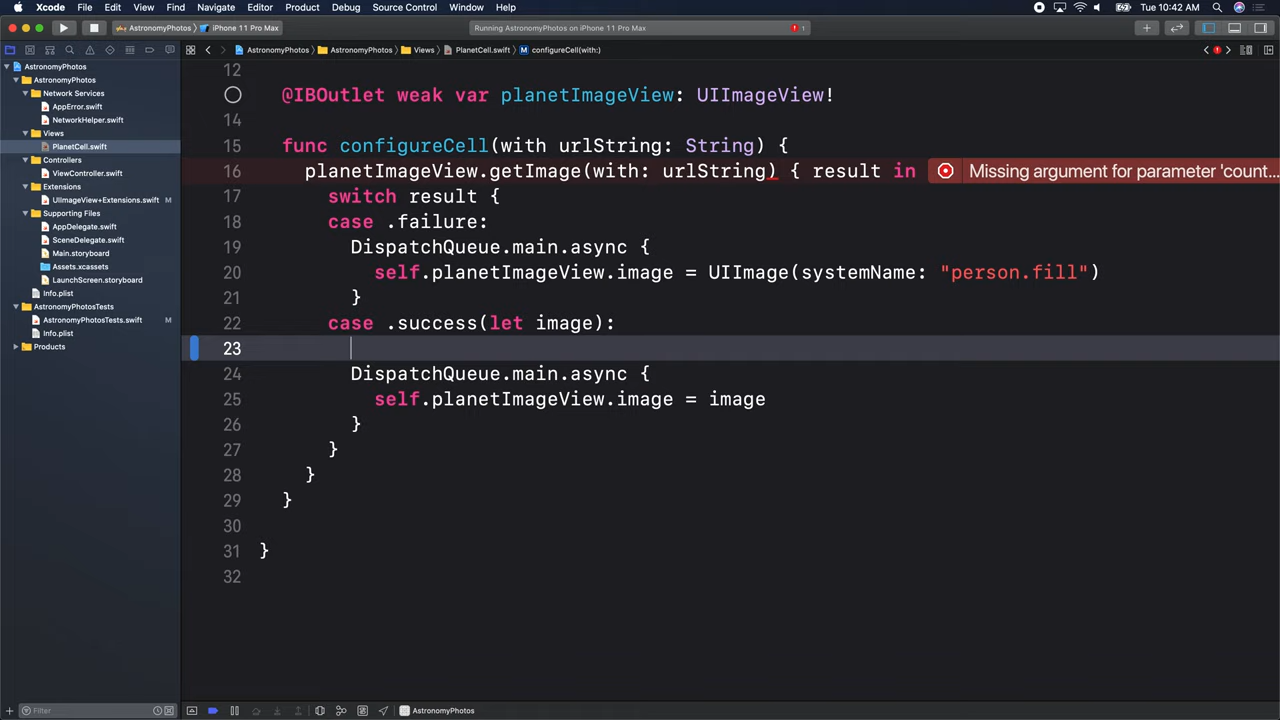 Xcode File Edit View Find Navigate Editor Product Debug Source Control Window Help
Tue 10:42 AM
AstronomyPhotos iPhone 11 Pro Max
Running AstronomyPhotos on iPhone 11 Pro Max
1
AstronomyPhotos AstronomyPhotos Views PlanetCell.swift M configureCell(with:)
AstronomyPhotos
AstronomyPhotos
Network Services
AppError.swift
NetworkHelper.swift
Views
PlanetCell.swift
Controllers
ViewController.swift
Extensions
UIImageView+Extensions.swift M
Supporting Files
AppDelegate.swift
SceneDelegate.swift
Main.storyboard
Assets.xcassets
LaunchScreen.storyboard
Info.plist
AstronomyPhotosTests
AstronomyPhotosTests.swift M
Info.plist
Products
Filter
12
@IBOutlet weak var planetImageView: UIImageView!
14
15 func configureCell(with urlString: String) {
16 planetImageView.getImage(with: urlString) { result in Missing argument for parameter 'count...
17 switch result {
18 case .failure:
19 DispatchQueue.main.async {
20 self.planetImageView.image = UIImage(systemName: "person.fill")
21 }
22 case .success(let image):
23
24 DispatchQueue.main.async {
25 self.planetImageView.image = image
26 }
27 }
28 }
29 }
30
31 }
32
AstronomyPhotos